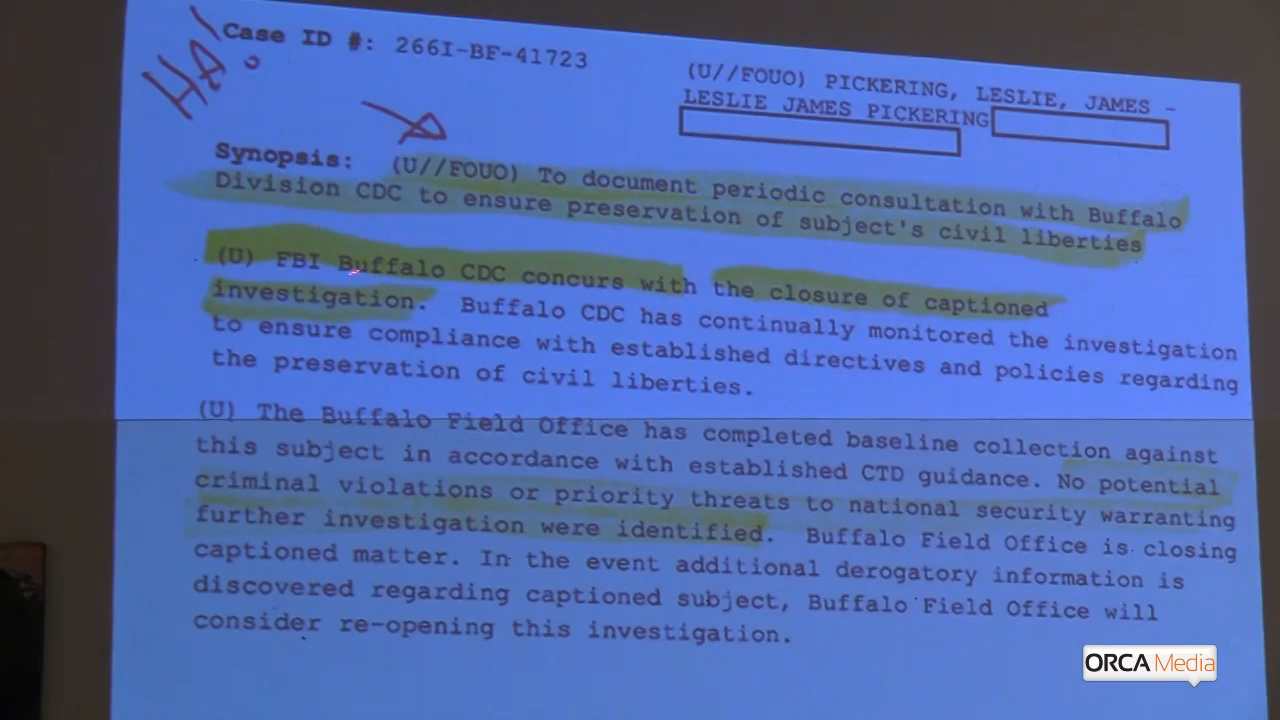 HA!
Case ID #: 266I-BF-41723
(U//FOUO) PICKERING, LESLIE, JAMES -
LESLIE JAMES PICKERING
Synopsis: (U//FOUO) To document periodic consultation with Buffalo
Division CDC to ensure preservation of subject's civil liberties
(U) FBI Buffalo CDC concurs with the closure of captioned
investigation. Buffalo CDC has continually monitored the investigation
to ensure compliance with established directives and policies regarding
the preservation of civil liberties.
(U) The Buffalo Field Office has completed baseline collection against
this subject in accordance with established CTD guidance. No potential
criminal violations or priority threats to national security warranting
further investigation were identified. Buffalo Field Office is closing
captioned matter. In the event additional derogatory information is
discovered regarding captioned subject, Buffalo Field Office will
consider re-opening this investigation.
ORCA Media